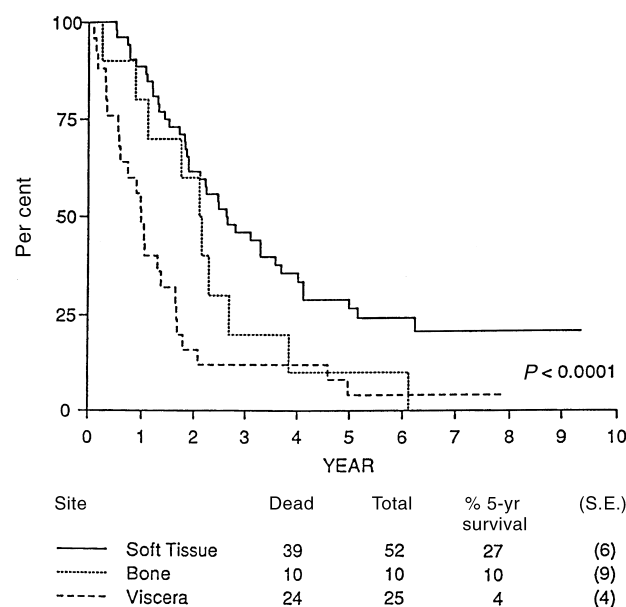 100
75
50
25
0
Per cent
P < 0.0001
0 1 2 3 4 5 6 7 8 9 10
YEAR
Site Dead Total % 5-yr survival (S.E.)
Soft Tissue 39 52 27 (6)
Bone 10 10 10 (9)
Viscera 24 25 4 (4)